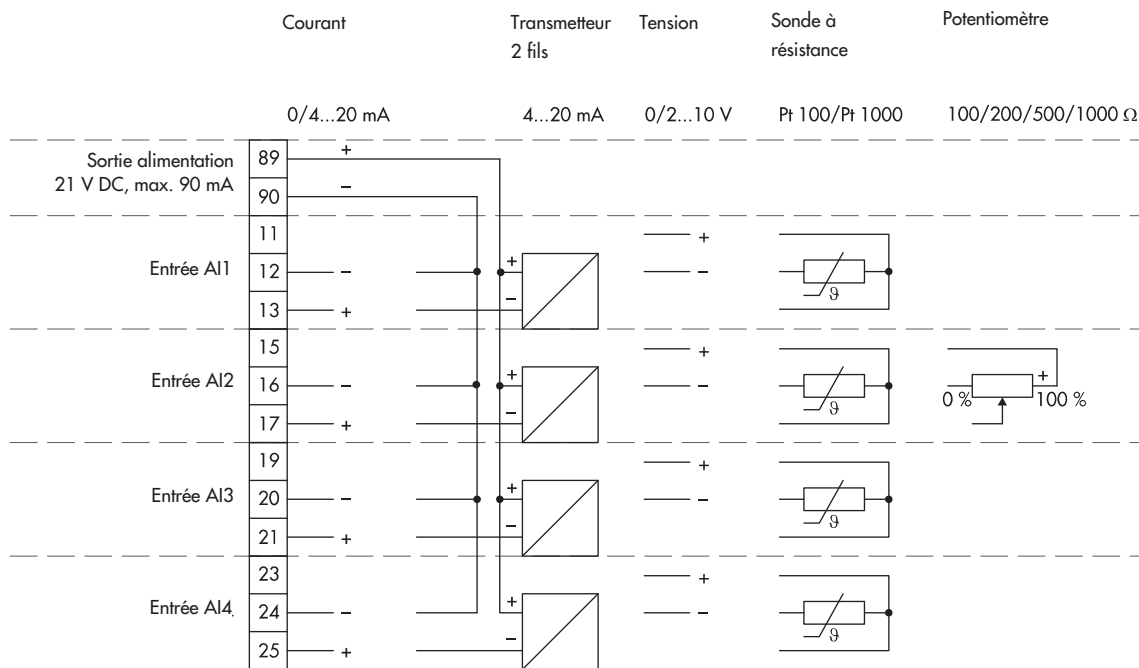 Courant
Transmetteur
2 fils
Tension
Sonde à
résistance
Potentiomètre
0/4...20 mA
4...20 mA
0/2...10 V
Pt 100/Pt 1000
100/200/500/1000 Ω
Sortie alimentation
21 V DC, max. 90 mA
89
+
90
−
11
+
Entrée AI1
12
−
+
−
ϑ
13
+
−
15
+
Entrée AI2
16
−
+
−
ϑ
+
0 %
100 %
17
+
−
19
+
Entrée AI3
20
−
+
−
ϑ
21
+
−
23
+
Entrée AI4.
24
−
+
−
ϑ
25
+
−